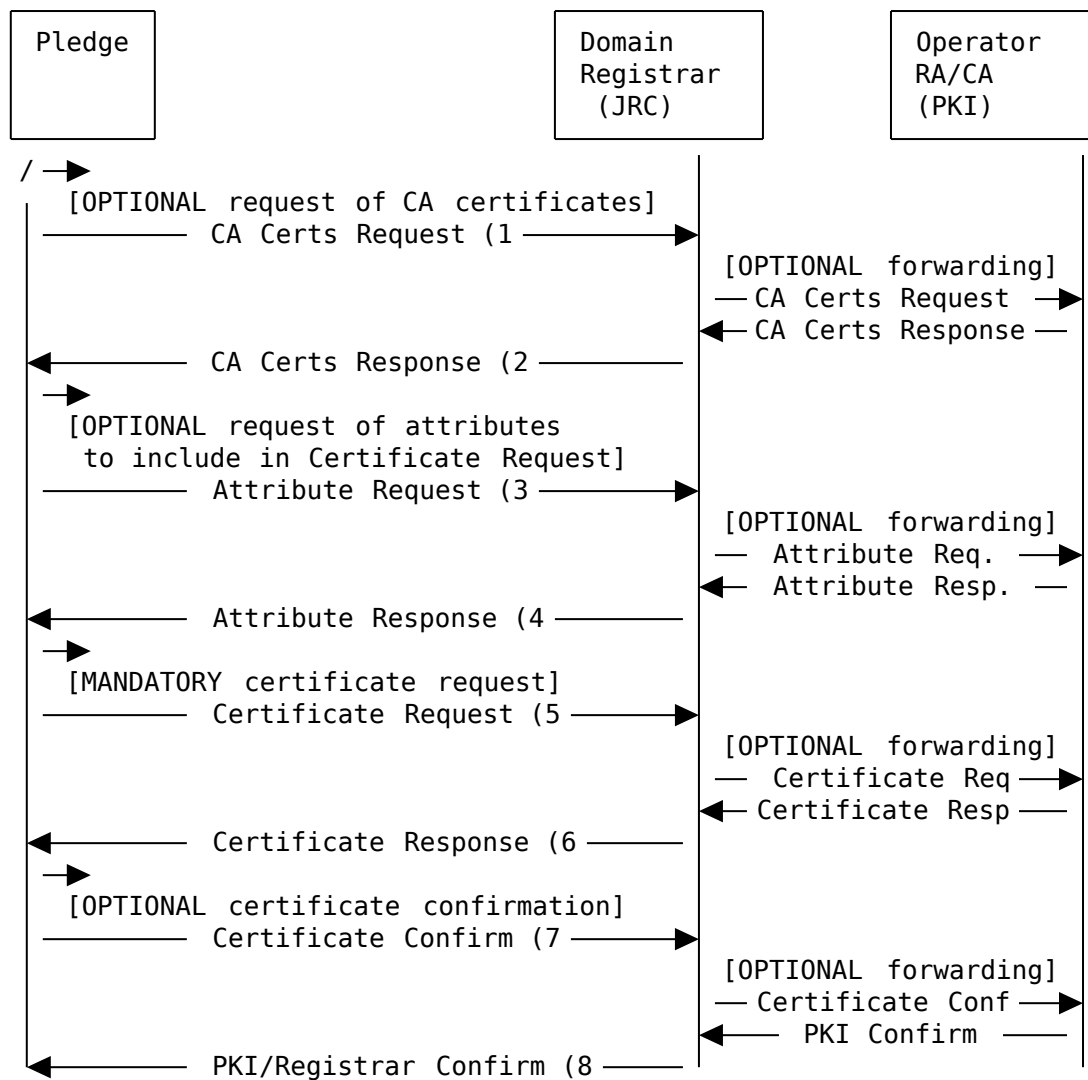 Pledge
Domain
Registrar
(JRC)
Operator
RA/CA
(PKI)
/
[OPTIONAL request of CA certificates]
CA Certs Request (1
[OPTIONAL forwarding]
CA Certs Request
CA Certs Response
CA Certs Response (2
[OPTIONAL request of attributes
to include in Certificate Request]
Attribute Request (3
[OPTIONAL forwarding]
Attribute Req.
Attribute Resp.
Attribute Response (4
[MANDATORY certificate request]
Certificate Request (5
[OPTIONAL forwarding]
Certificate Req
Certificate Resp
Certificate Response (6
[OPTIONAL certificate confirmation]
Certificate Confirm (7
[OPTIONAL forwarding]
Certificate Conf
PKI Confirm
PKI/Registrar Confirm (8